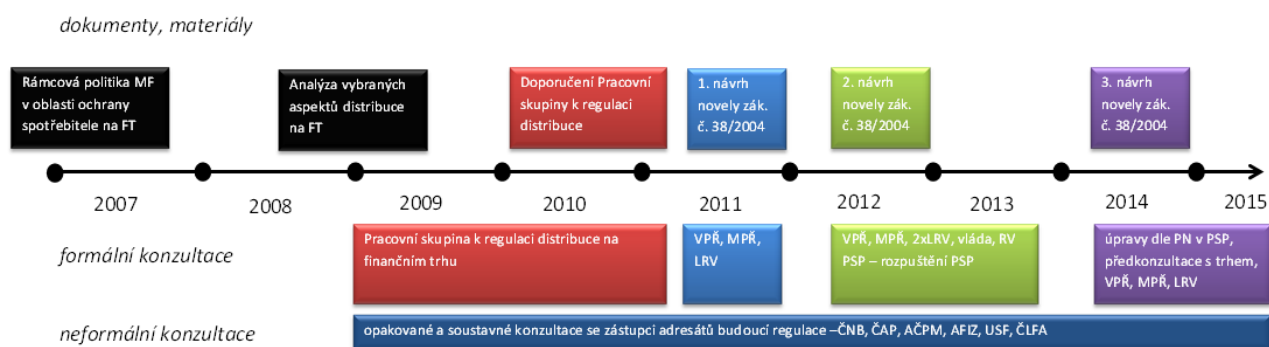 dokumenty, materiály
Rámcová politika MF
v oblasti ochrany
spotřebitele na FT
Analýza vybraných
aspektů distribuce
na FT
Doporučení Pracovní
skupiny k regulaci
distribuce
1. návrh
novely zák.
č. 38/2004
2. návrh
novely zák.
č. 38/2004
3. návrh
novely zák.
č. 38/2004
2007
2008
2009
2010
2011
2012
2013
2014
2015
formální konzultace
Pracovní skupina k regulaci distribuce na
finančním trhu
VPŘ, MPŘ,
LRV
VPŘ, MPŘ, 2xLRV, vláda, RV
PSP – rozpuštění PSP
úpravy dle PN v PSP,
předkonzultace s trhem,
VPŘ, MPŘ, LRV
neformální konzultace
opakované a soustavné konzultace se zástupci adresátů budoucí regulace –ČNB, ČAP, AČPM, AFIZ, USF, ČLFA